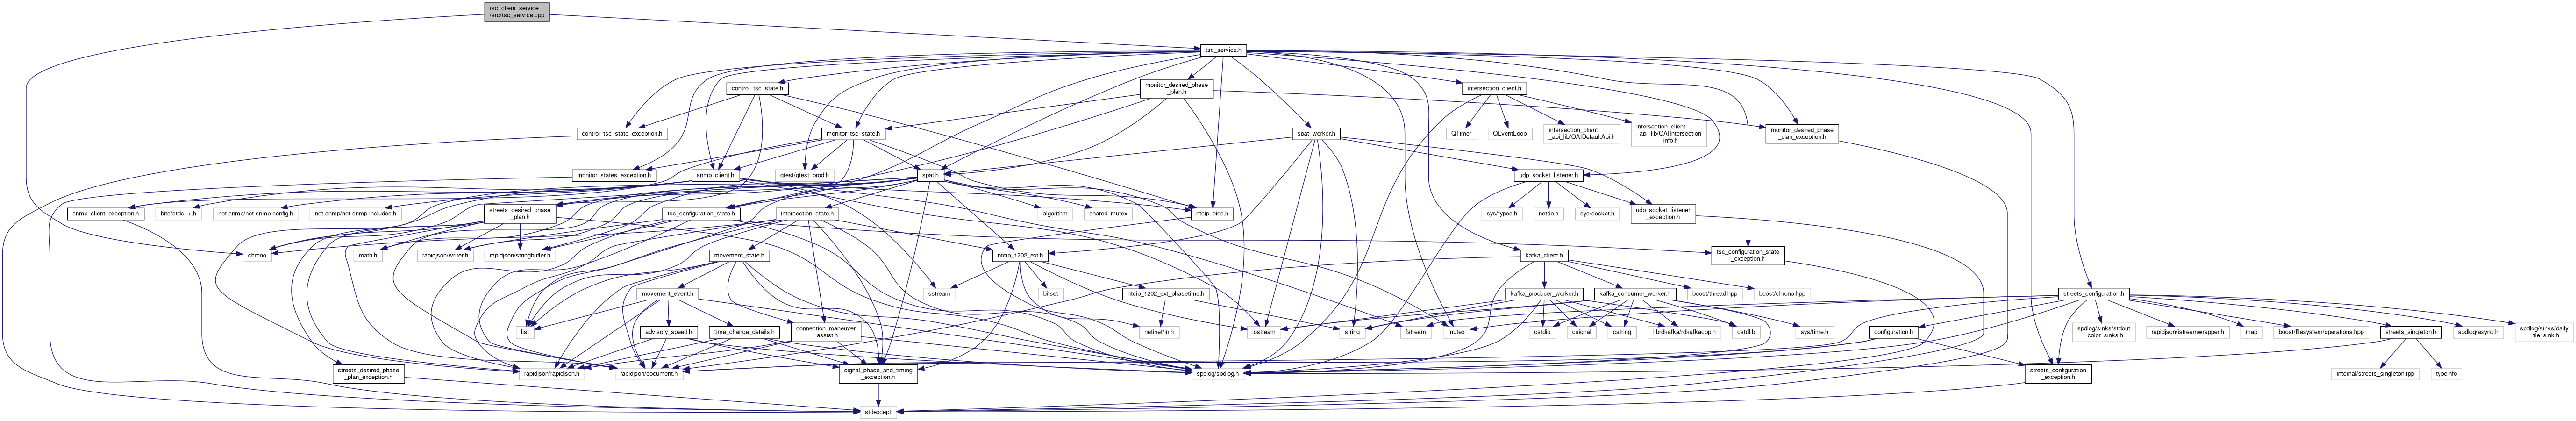 tsc_client_service
/src/tsc_service.cpp
tsc_service.h
control_tsc_state.h
monitor_desired_phase
_plan.h
intersection_client.h
control_tsc_state_exception.h
monitor_tsc_state.h
spat_worker.h
QTimer
QEventLoop
intersection_client
_api_lib/OAIDefaultApi.h
intersection_client
_api_lib/OAIIntersection
_info.h
monitor_desired_phase
_plan_exception.h
monitor_states_exception.h
snmp_client.h
gtest/gtest_prod.h
spat.h
udp_socket_listener.h
snmp_client_exception.h
bits/stdc++.h
net-snmp/net-snmp-config.h
net-snmp/net-snmp-includes.h
streets_desired_phase
_plan.h
tsc_configuration_state.h
intersection_state.h
algorithm
shared_mutex
ntcip_oids.h
sys/types.h
netdb.h
sys/socket.h
udp_socket_listener
_exception.h
chrono
math.h
rapidjson/writer.h
rapidjson/stringbuffer.h
movement_state.h
ntcip_1202_ext.h
kafka_client.h
tsc_configuration_state
_exception.h
movement_event.h
sstream
bitset
ntcip_1202_ext_phasetime.h
kafka_producer_worker.h
kafka_consumer_worker.h
boost/thread.hpp
boost/chrono.hpp
streets_configuration.h
list
advisory_speed.h
time_change_details.h
connection_maneuver
_assist.h
netinet/in.h
iostream
string
fstream
mutex
cstdio
csignal
cstring
librdkafka/rdkafkacpp.h
cstdlib
sys/time.h
configuration.h
spdlog/sinks/stdout
_color_sinks.h
rapidjson/istreamwrapper.h
map
boost/filesystem/operations.hpp
streets_singleton.h
spdlog/async.h
spdlog/sinks/daily
_file_sink.h
streets_desired_phase
_plan_exception.h
rapidjson/rapidjson.h
rapidjson/document.h
signal_phase_and_timing
_exception.h
spdlog/spdlog.h
streets_configuration
_exception.h
internal/streets_singleton.tpp
typeinfo
stdexcept